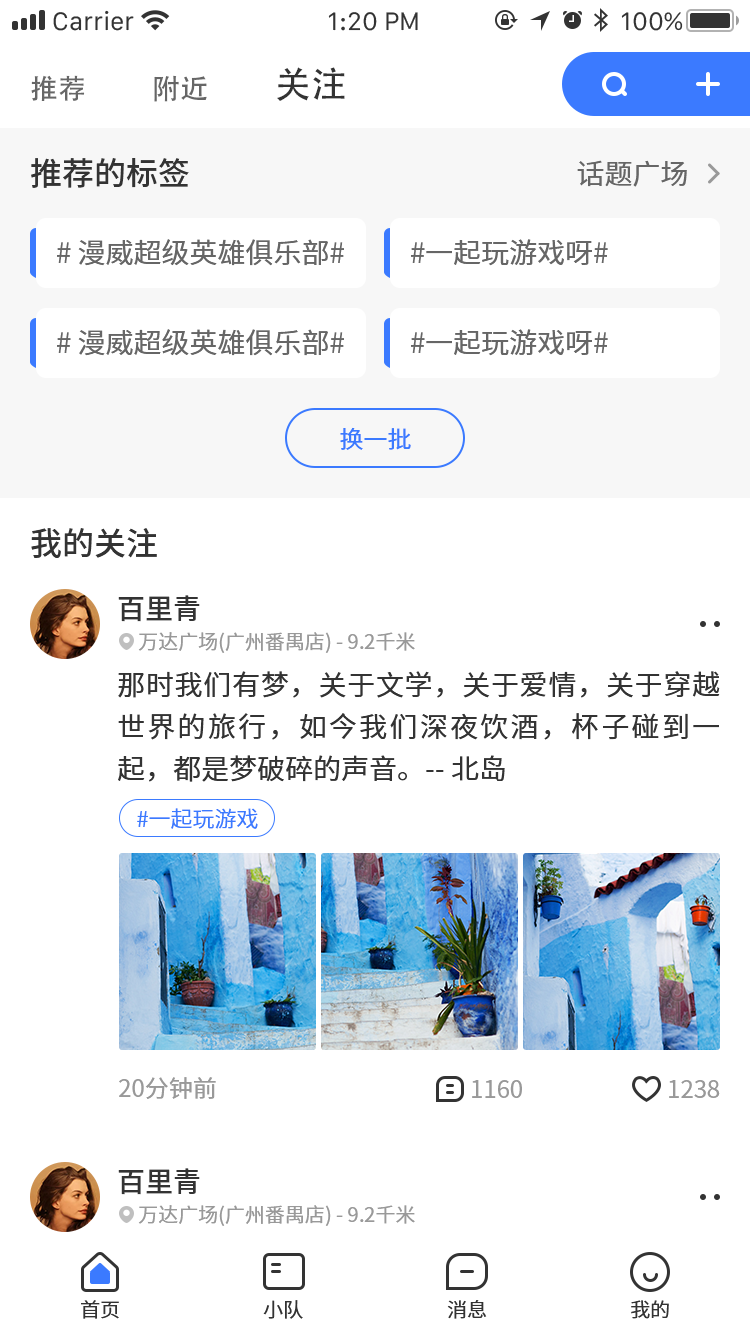 Carrier 1:20 PM 100%
推荐 附近 关注
推荐的标签 话题广场
# 漫威超级英雄俱乐部# #一起玩游戏呀#
# 漫威超级英雄俱乐部# #一起玩游戏呀#
换一批
我的关注
百里青
万达广场(广州番禺店) - 9.2千米
那时我们有梦，关于文学，关于爱情，关于穿越
世界的旅行，如今我们深夜饮酒，杯子碰到一
起，都是梦破碎的声音。-- 北岛
#一起玩游戏
20分钟前 1160 1238
百里青
万达广场(广州番禺店) - 9.2千米
首页 小队 消息 我的